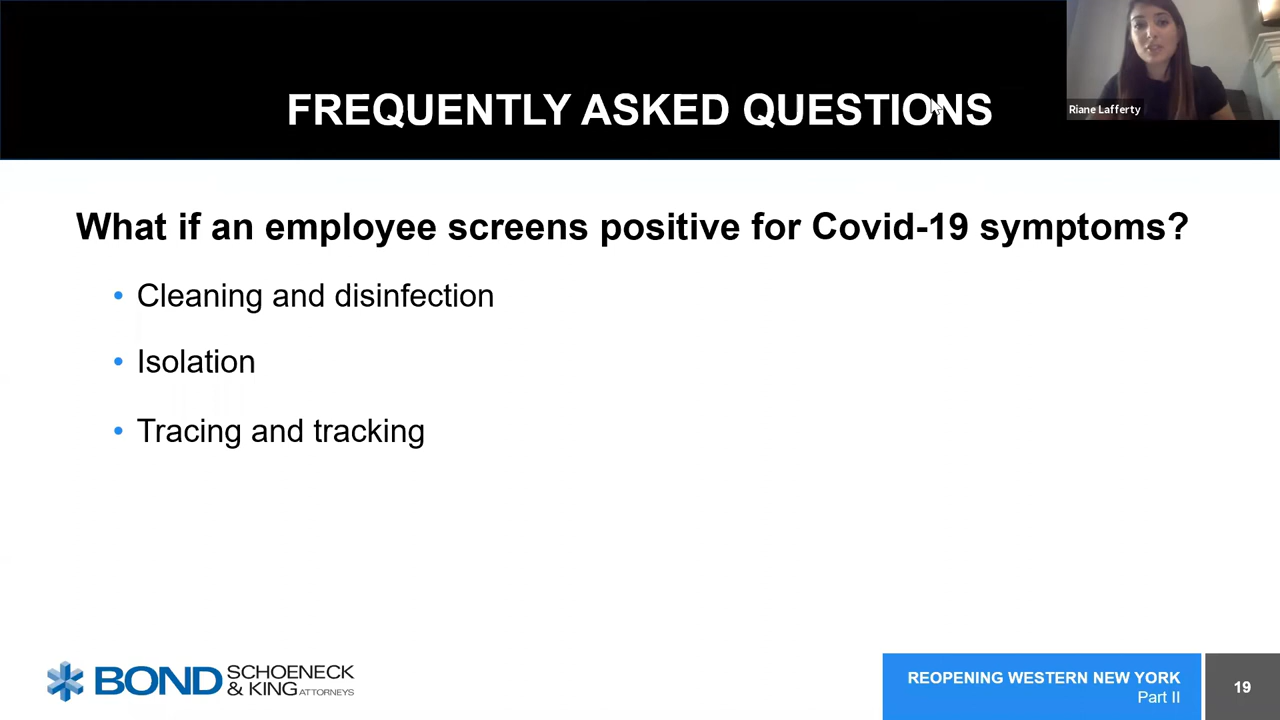 FREQUENTLY ASKED QUESTIONS
Riane Lafferty
What if an employee screens positive for Covid-19 symptoms?
• Cleaning and disinfection
• Isolation
• Tracing and tracking
BOND SCHOENECK
& KING ATTORNEYS
REOPENING WESTERN NEW YORK
Part II
19